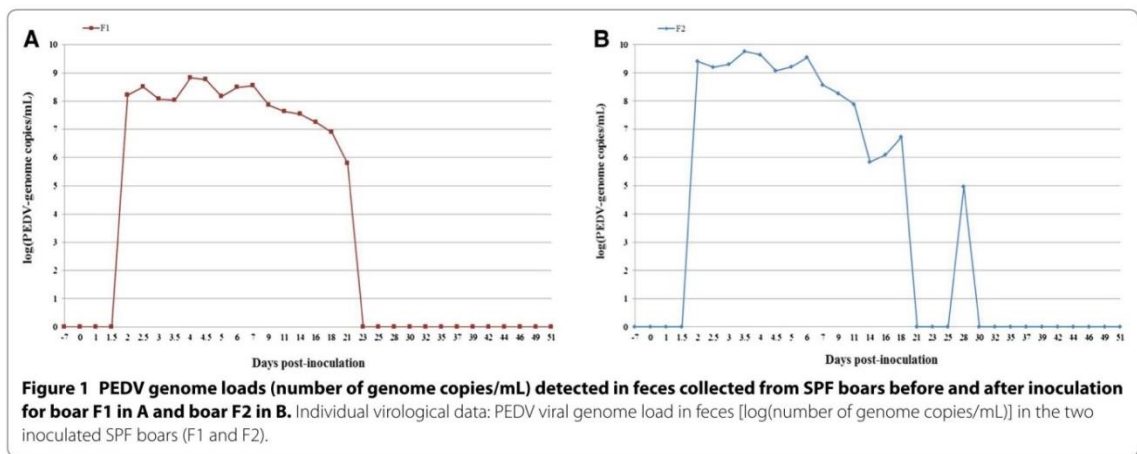 A
F1
10
9
8
7
6
5
4
3
2
1
0
log(PEDV-genome copies/mL)
-7 0 1 1.5 2 2.5 3 3.5 4 4.5 5 6 7 9 11 14 16 18 21 23 25 28 30 32 35 37 42 44 46 49 51
Days post-inoculation
B
F2
10
9
8
7
6
5
4
3
2
1
0
log(PEDV-genome copies/mL)
-7 0 1 1.5 2 2.5 3 3.5 4 4.5 5 6 7 9 11 14 16 18 21 23 25 28 30 32 35 37 42 44 46 49 51
Days post-inoculation
Figure 1 PEDV genome loads (number of genome copies/mL) detected in feces collected from SPF boars before and after inoculation
for boar F1 in A and boar F2 in B. Individual virological data: PEDV viral genome load in feces [log(number of genome copies/mL)] in the two
inoculated SPF boars (F1 and F2).